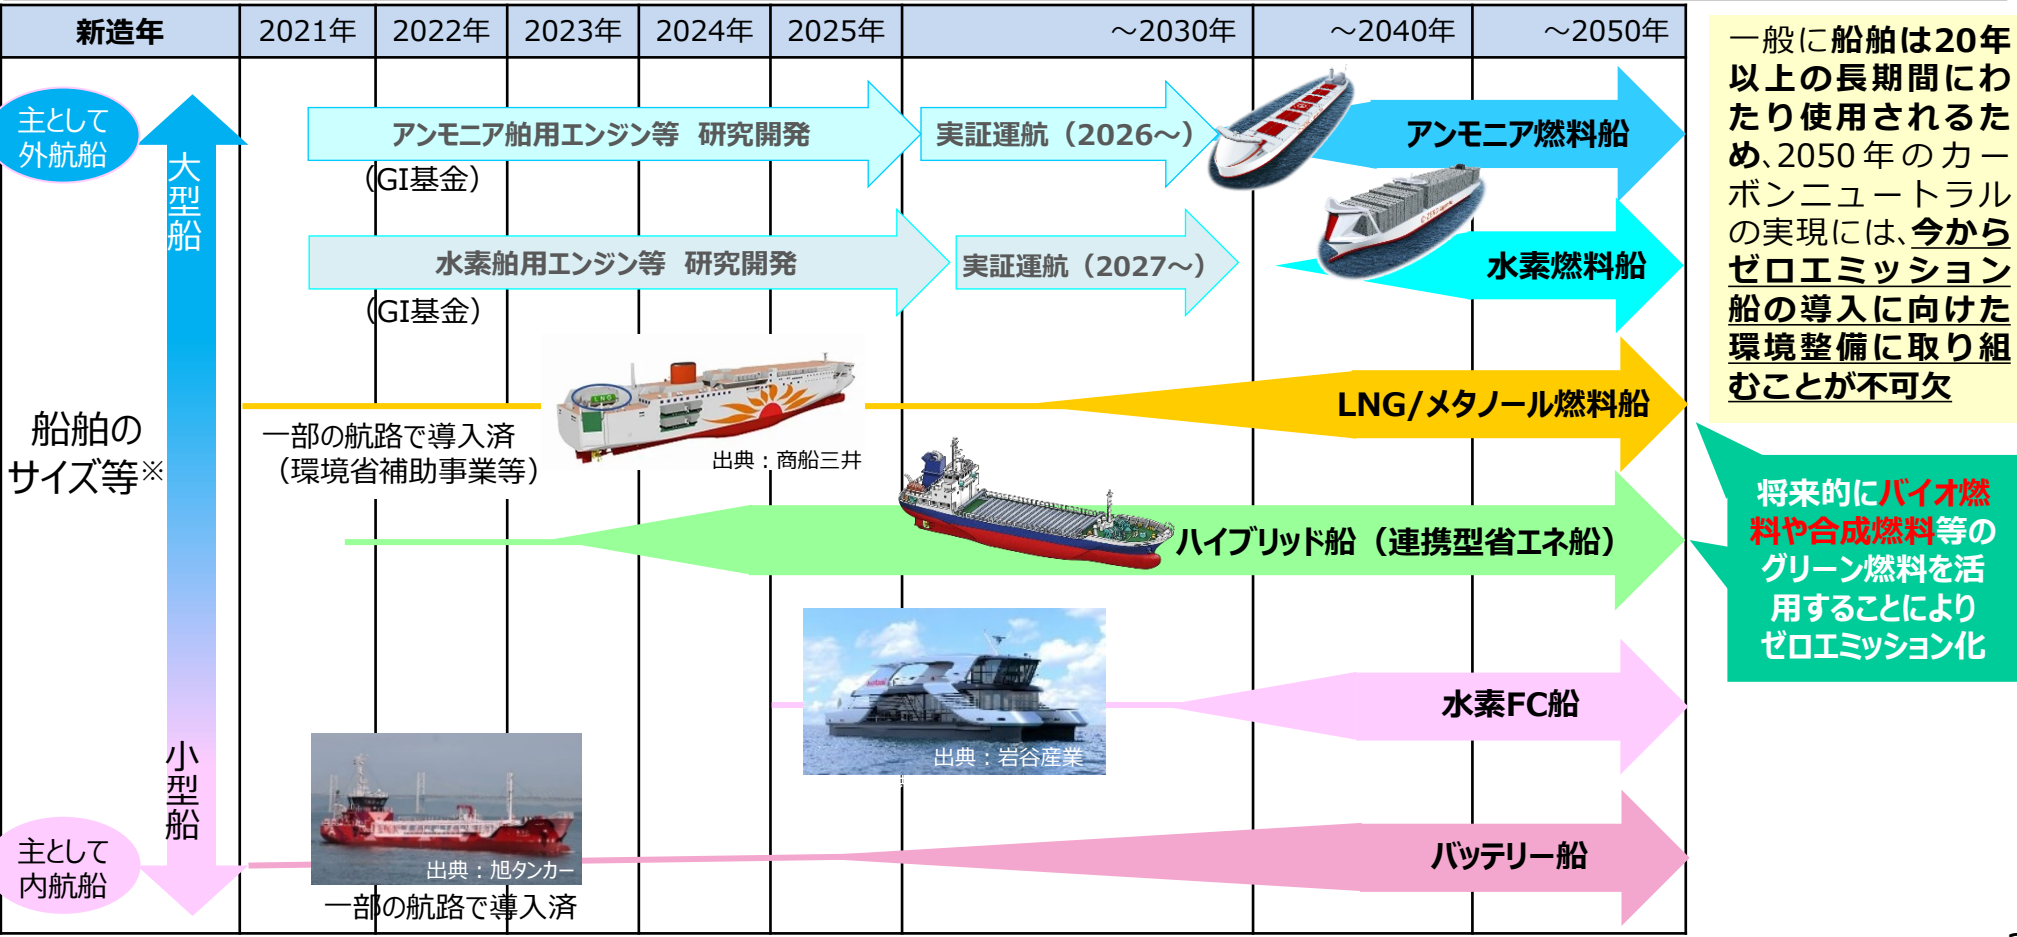 新造年
2021年
2022年
2023年
2024年
2025年
～2030年
～2040年
～2050年
主として
外航船
大型船
船舶の
サイズ等※
小型船
主として
内航船
アンモニア舶用エンジン等 研究開発
（GI基金）
実証運航（2026～）
アンモニア燃料船
水素舶用エンジン等 研究開発
（GI基金）
実証運航（2027～）
水素燃料船
LNG
一部の航路で導入済
（環境省補助事業等）
出典：商船三井
LNG/メタノール燃料船
ハイブリッド船（連携型省エネ船）
出典：岩谷産業
水素FC船
出典：旭タンカー
一部の航路で導入済
バッテリー船
一般に船舶は20年
以上の長期間にわ
たり使用されるた
め、2050年のカー
ボンニュートラル
の実現には、今から
ゼロエミッション
船の導入に向けた
環境整備に取り組
むことが不可欠
将来的にバイオ燃
料や合成燃料等の
グリーン燃料を活
用することにより
ゼロエミッション化